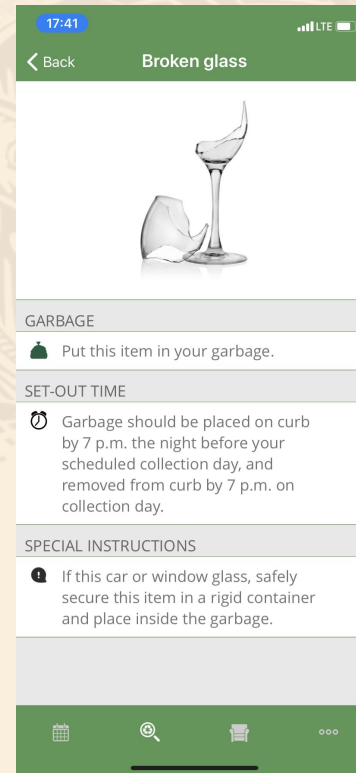 17:41
LTE
Back
Broken glass
GARBAGE
Put this item in your garbage.
SET-OUT TIME
Garbage should be placed on curb
by 7 p.m. the night before your
scheduled collection day, and
removed from curb by 7 p.m. on
collection day.
SPECIAL INSTRUCTIONS
If this car or window glass, safely
secure this item in a rigid container
and place inside the garbage.